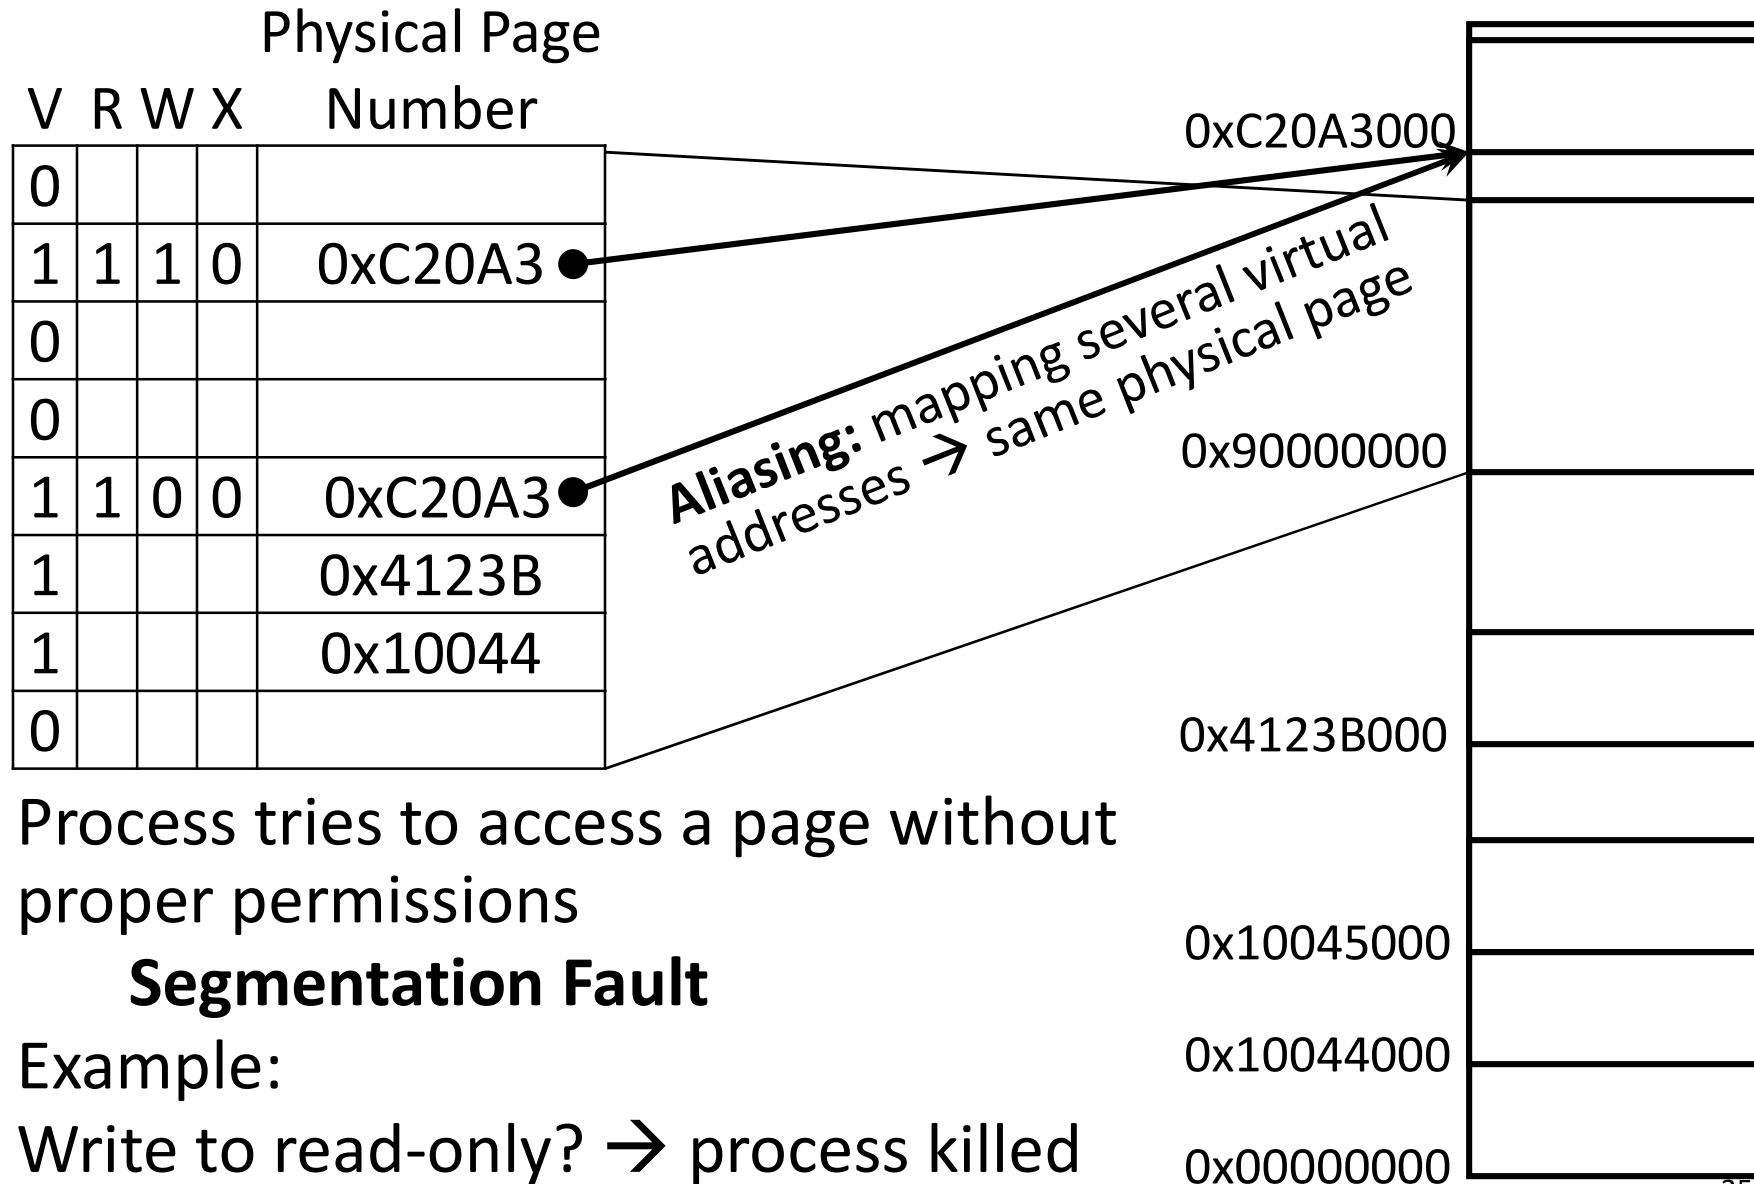 Physical Page
V R W X Number
0
1 1 1 0 0xC20A3
0
0
1 1 0 0 0xC20A3
1 0x4123B
1 0x10044
0
Aliasing: mapping several virtual
addresses → same physical page
0xC20A3000
0x90000000
0x4123B000
0x10045000
0x10044000
0x00000000
Process tries to access a page without
proper permissions
Segmentation Fault
Example:
Write to read-only? → process killed